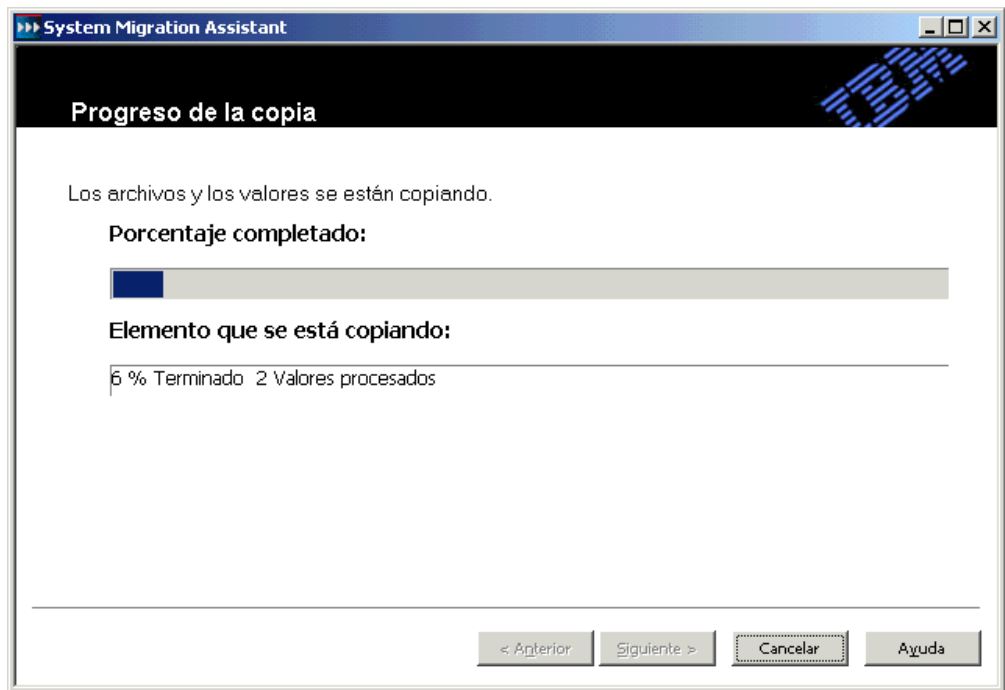 System Migration Assistant
IBM
Progreso de la copia
Los archivos y los valores se están copiando.
Porcentaje completado:
Elemento que se está copiando:
6 % Terminado 2 Valores procesados
< Anterior Siguiente > Cancelar Ayuda